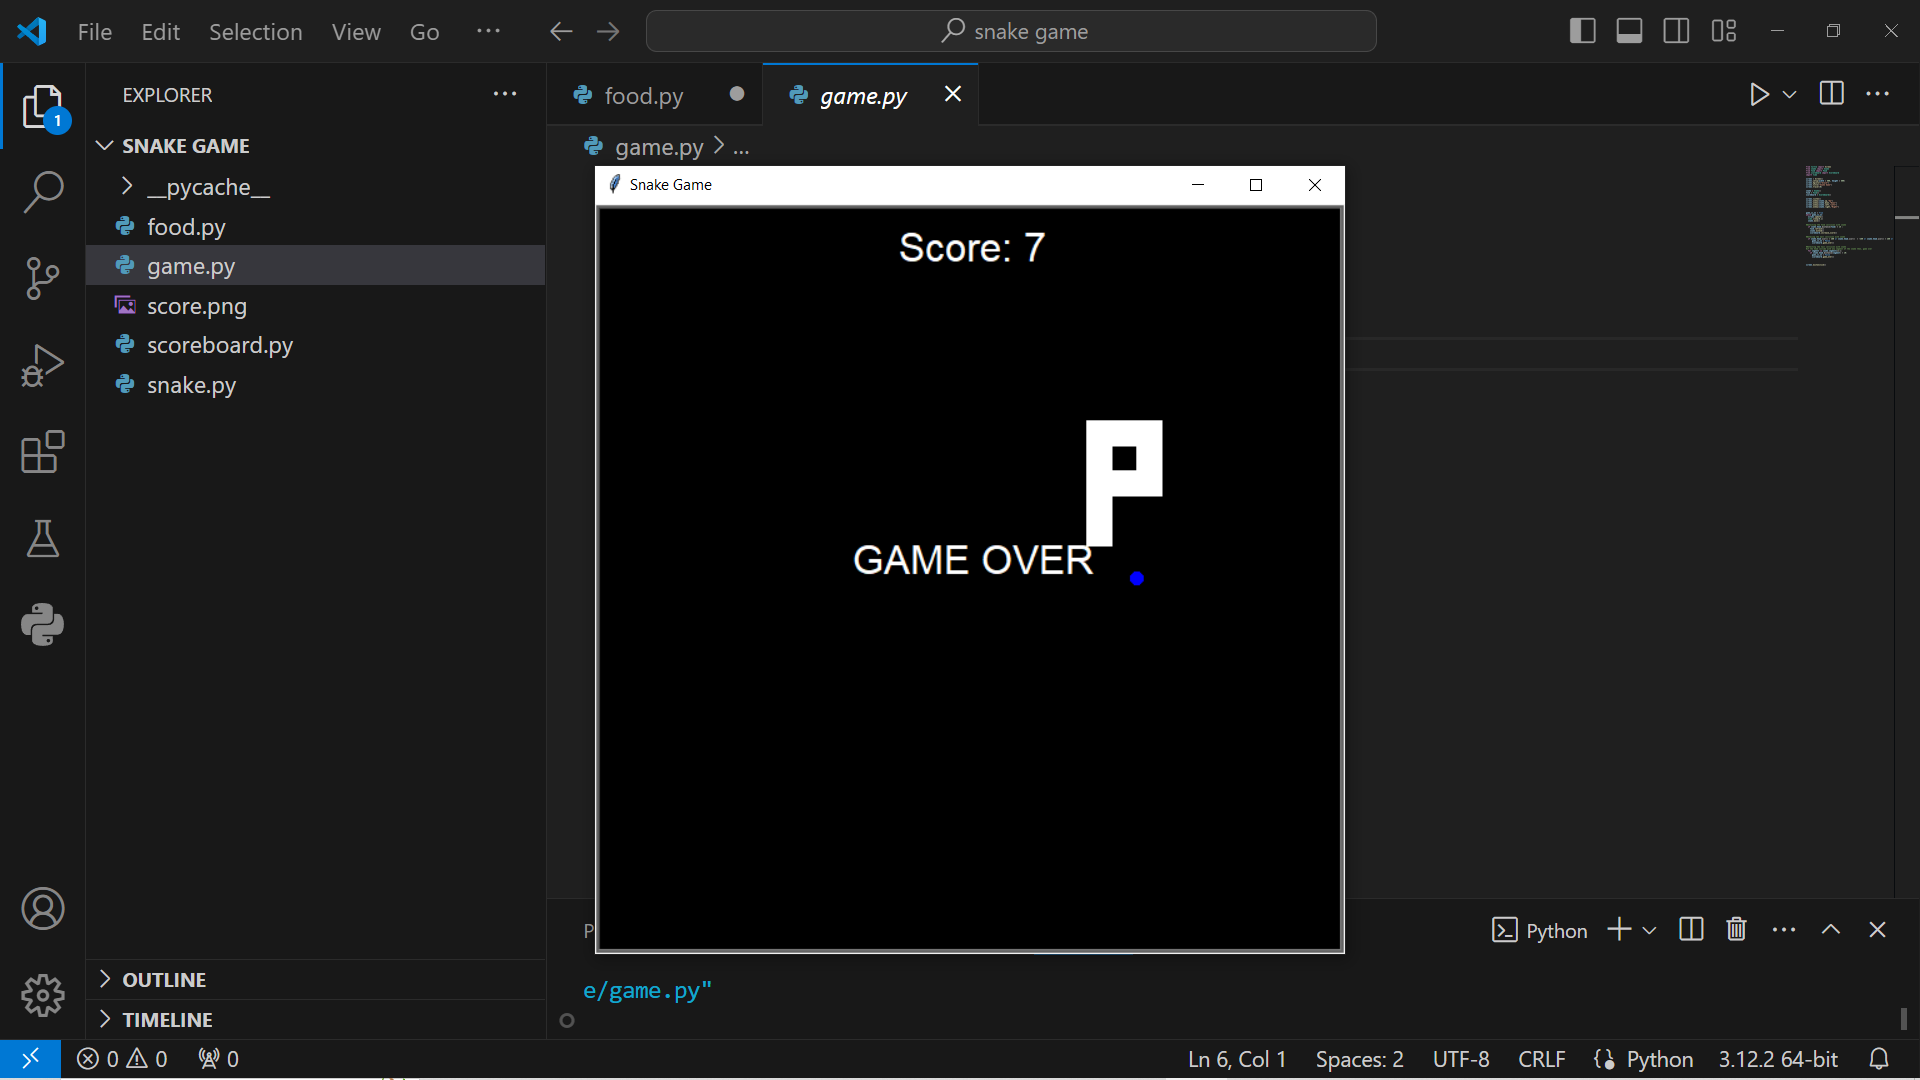 File Edit Selection View Go ...
snake game
EXPLORER
1
SNAKE GAME
__pycache__
food.py
game.py
score.png
scoreboard.py
snake.py
OUTLINE
TIMELINE
food.py
game.py
game.py > ...
Snake Game
Score: 7
GAME OVER
P
Python
e/game.py"
0 0 0
Ln 6, Col 1 Spaces: 2 UTF-8 CRLF Python 3.12.2 64-bit